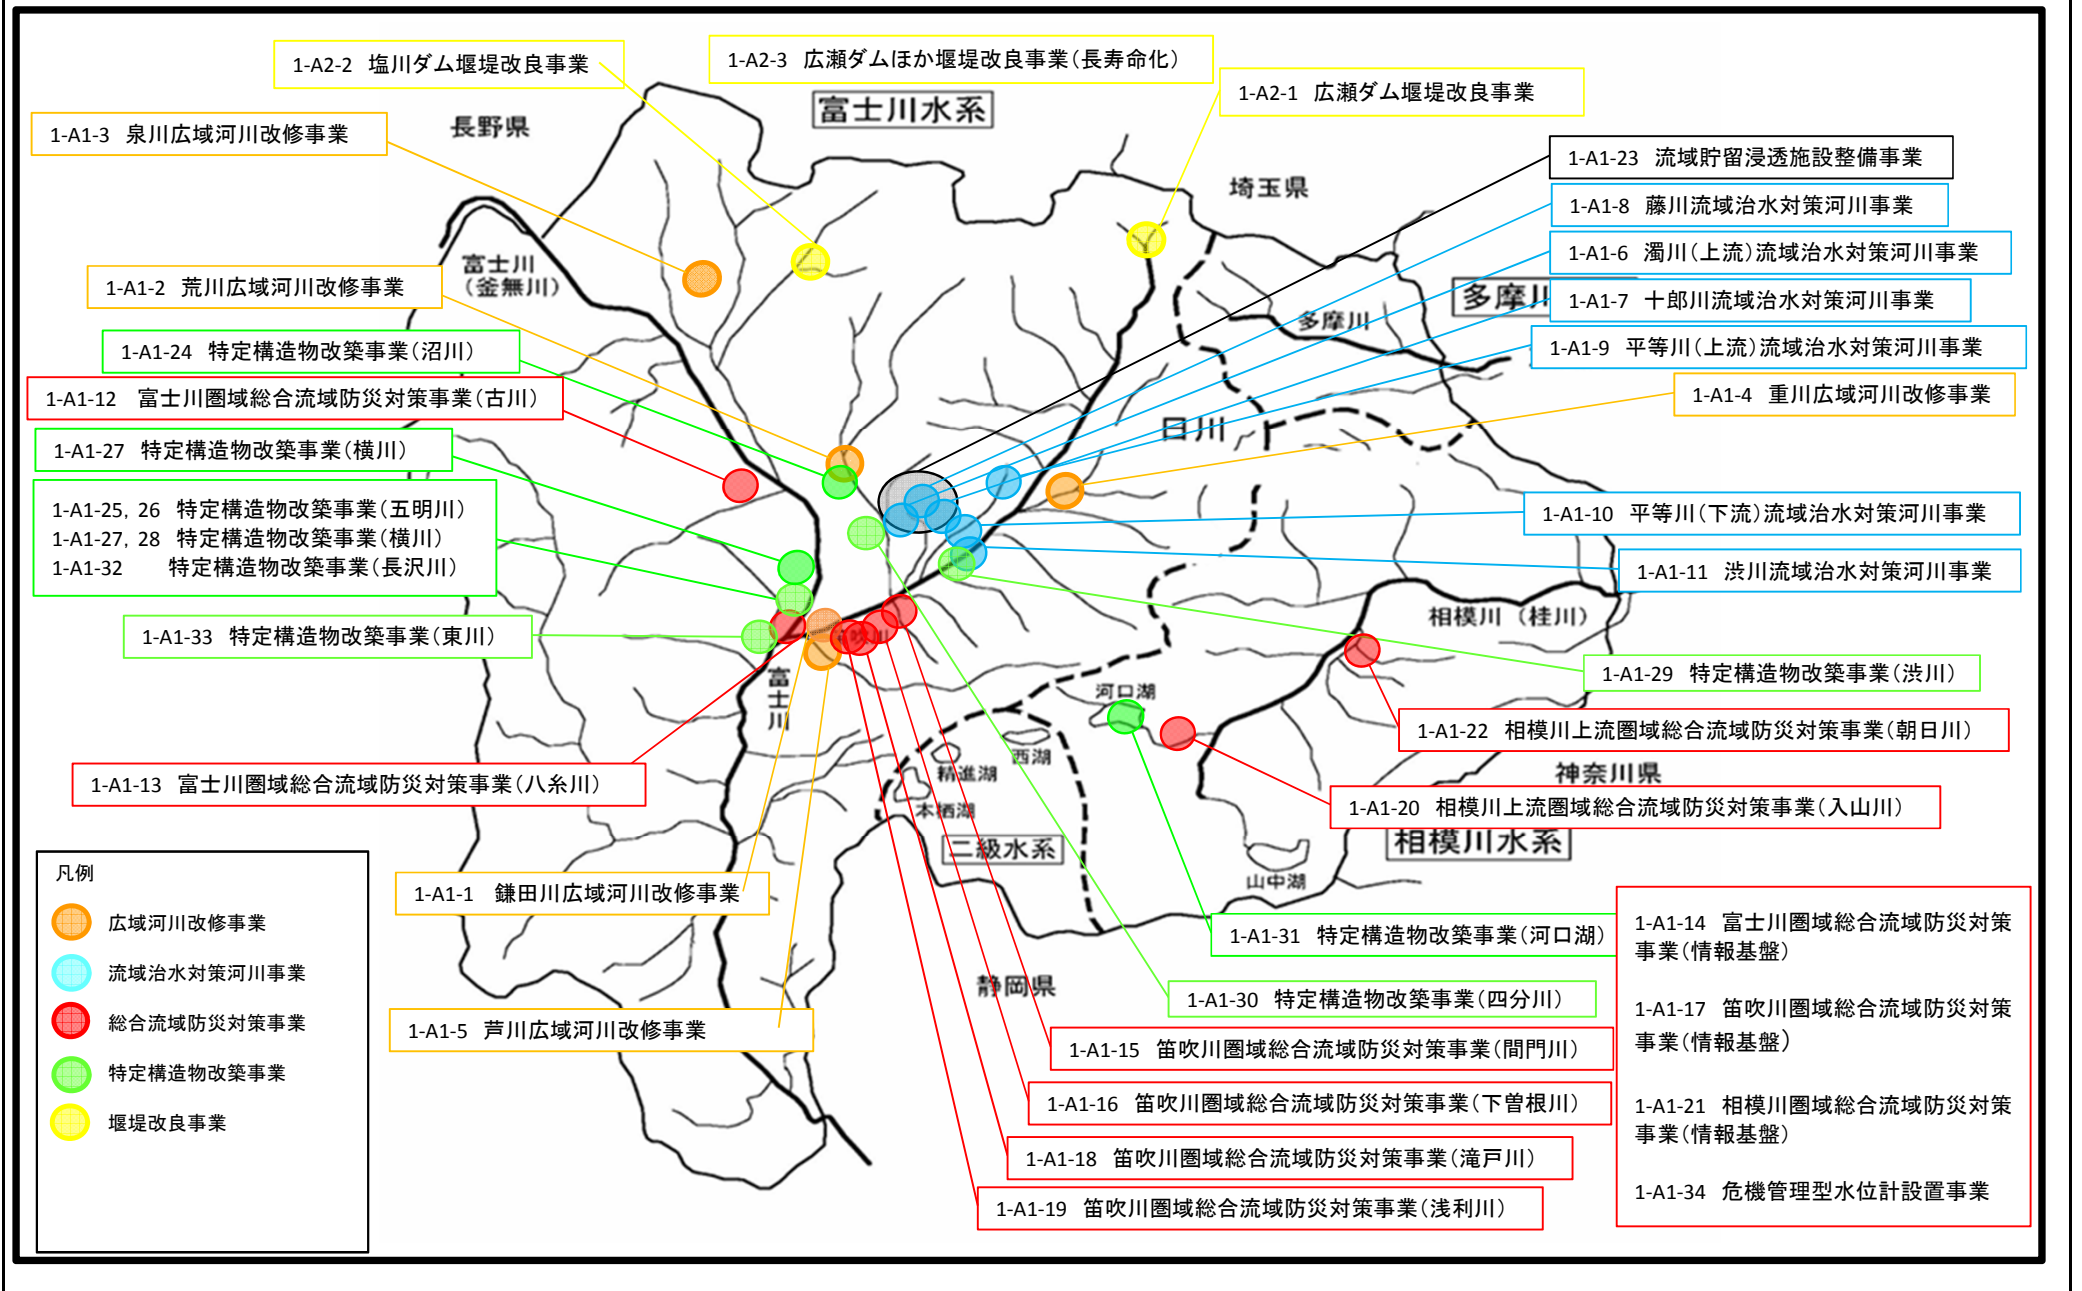 1-A2-2 塩川ダム堰堤改良事業
1-A2-3 広瀬ダムほか堰堤改良事業(長寿命化)
1-A2-1 広瀬ダム堰堤改良事業
富士川水系
長野県
1-A1-3 泉川広域河川改修事業
埼玉県
1-A1-23 流域貯留浸透施設整備事業
1-A1-8 藤川流域治水対策河川事業
1-A1-6 濁川(上流)流域治水対策河川事業
富士川
(釜無川)
1-A1-2 荒川広域河川改修事業
多摩川
1-A1-7 十郎川流域治水対策河川事業
多摩川
1-A1-24 特定構造物改築事業(沼川)
1-A1-9 平等川(上流)流域治水対策河川事業
1-A1-12 富士川圏域総合流域防災対策事業(古川)
1-A1-4 重川広域河川改修事業
日川
1-A1-27 特定構造物改築事業(横川)
1-A1-25, 26 特定構造物改築事業(五明川)
1-A1-27, 28 特定構造物改築事業(横川)
1-A1-32 特定構造物改築事業(長沢川)
1-A1-10 平等川(下流)流域治水対策河川事業
1-A1-11 渋川流域治水対策河川事業
相模川(桂川)
1-A1-33 特定構造物改築事業(東川)
1-A1-29 特定構造物改築事業(渋川)
富士川
河口湖
1-A1-22 相模川上流圏域総合流域防災対策事業(朝日川)
西湖
精進湖
本栖湖
神奈川県
1-A1-13 富士川圏域総合流域防災対策事業(八糸川)
1-A1-20 相模川上流圏域総合流域防災対策事業(入山川)
二級水系
相模川水系
山中湖
凡例
広域河川改修事業
流域治水対策河川事業
総合流域防災対策事業
特定構造物改築事業
堰堤改良事業
1-A1-1 鎌田川広域河川改修事業
1-A1-31 特定構造物改築事業(河口湖)
静岡県
1-A1-30 特定構造物改築事業(四分川)
1-A1-5 芦川広域河川改修事業
1-A1-15 笛吹川圏域総合流域防災対策事業(間門川)
1-A1-16 笛吹川圏域総合流域防災対策事業(下曽根川)
1-A1-18 笛吹川圏域総合流域防災対策事業(滝戸川)
1-A1-19 笛吹川圏域総合流域防災対策事業(浅利川)
1-A1-14 富士川圏域総合流域防災対策
事業(情報基盤)
1-A1-17 笛吹川圏域総合流域防災対策
事業(情報基盤)
1-A1-21 相模川圏域総合流域防災対策
事業(情報基盤)
1-A1-34 危機管理型水位計設置事業